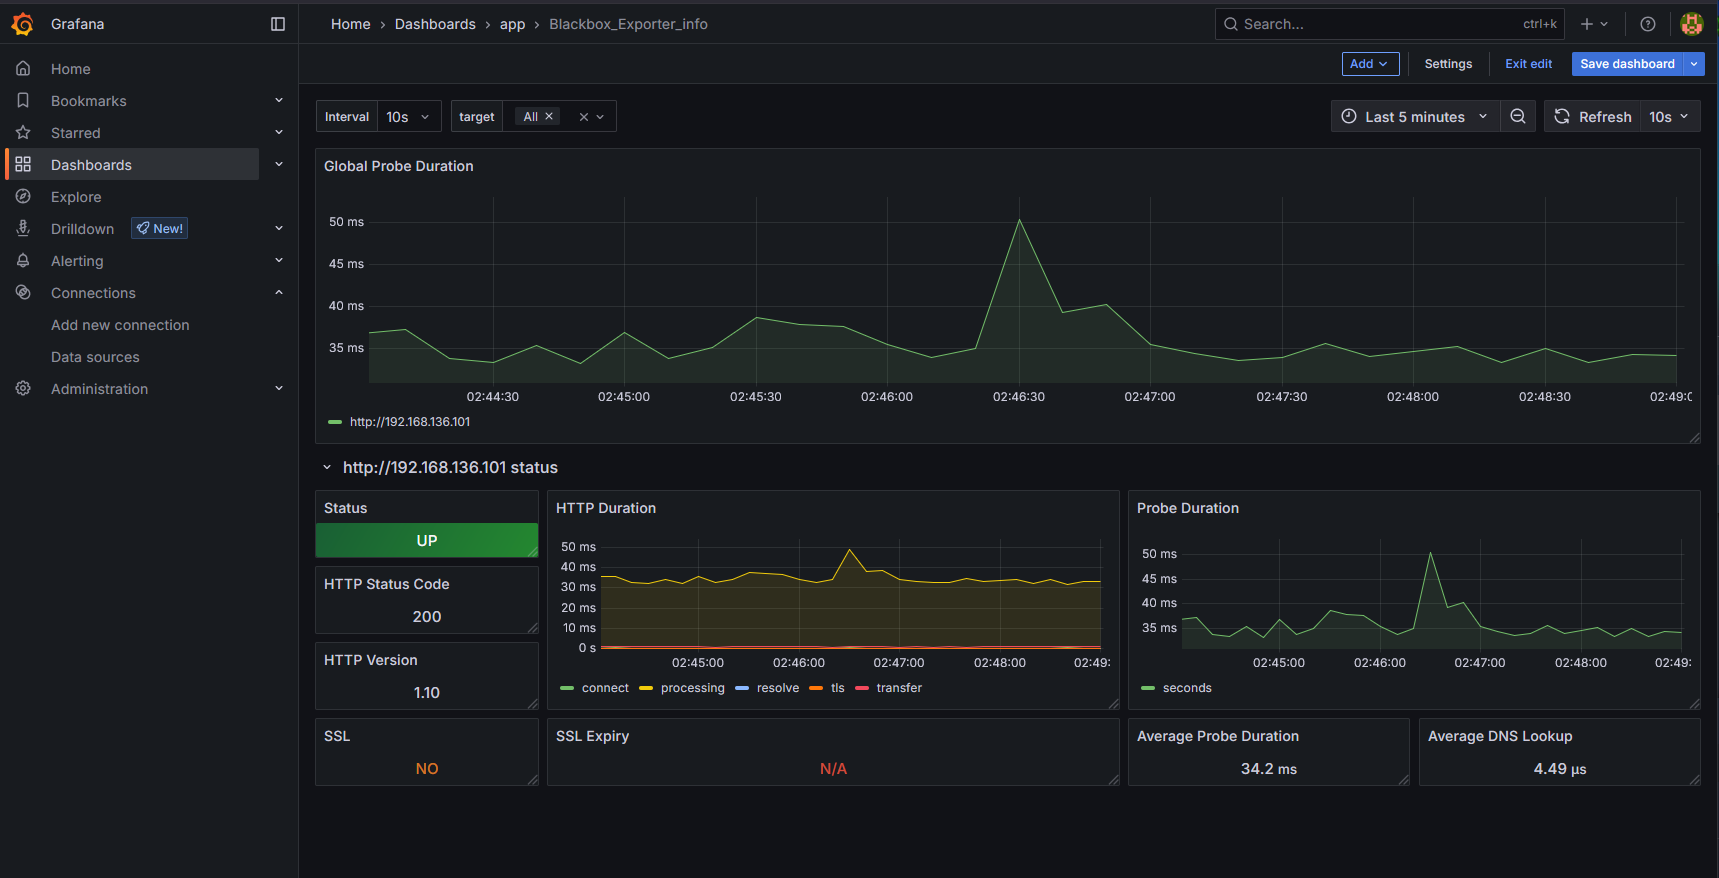 Grafana
Home › Dashboards › app › Blackbox_Exporter_info
Search... ctrl+k
Add Settings Exit edit Save dashboard
Home
Bookmarks
Starred
Dashboards
Explore
Drilldown New!
Alerting
Connections
Add new connection
Data sources
Administration
Interval 10s target All
Last 5 minutes Refresh 10s
Global Probe Duration
50 ms
45 ms
40 ms
35 ms
02:44:30 02:45:00 02:45:30 02:46:00 02:46:30 02:47:00 02:47:30 02:48:00 02:48:30 02:49:0
http://192.168.136.101
http://192.168.136.101 status
Status
UP
HTTP Status Code
200
HTTP Version
1.10
SSL
NO
HTTP Duration
50 ms
40 ms
30 ms
20 ms
10 ms
0 s
02:45:00 02:46:00 02:47:00 02:48:00 02:49:
connect processing resolve tls transfer
SSL Expiry
N/A
Probe Duration
50 ms
45 ms
40 ms
35 ms
02:45:00 02:46:00 02:47:00 02:48:00 02:49:
seconds
Average Probe Duration
34.2 ms
Average DNS Lookup
4.49 µs